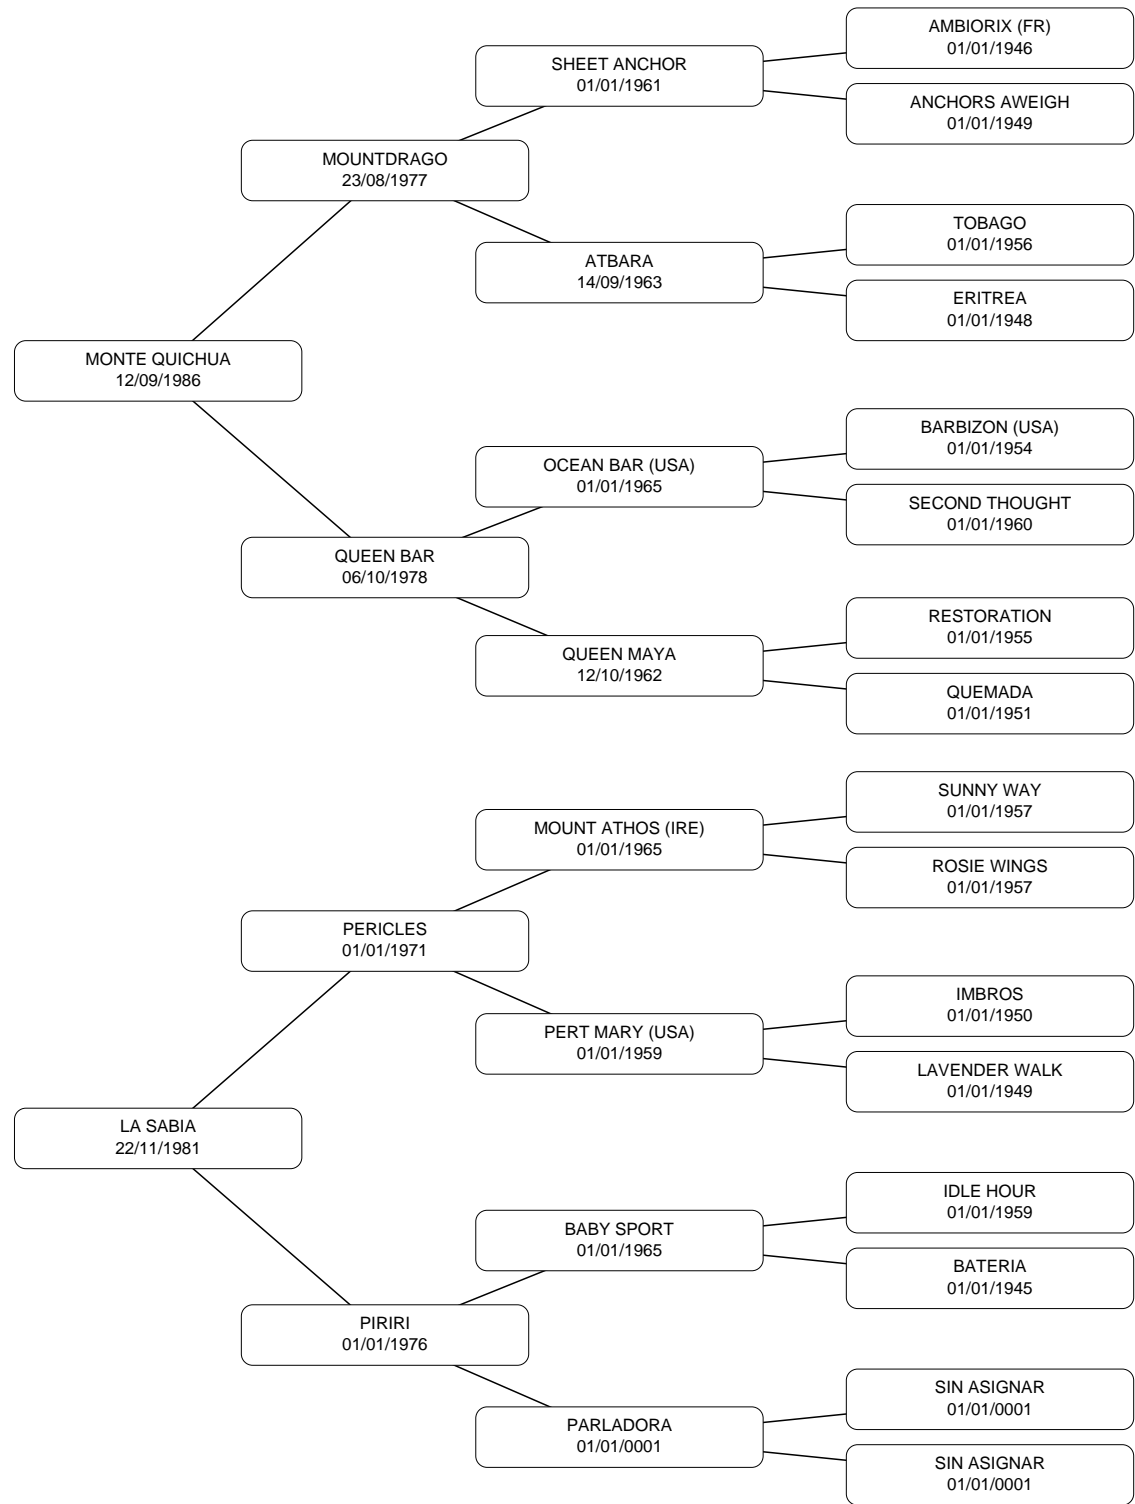 AMBIORIX (FR)
01/01/1946
SHEET ANCHOR
01/01/1961
ANCHORS AWEIGH
01/01/1949
MOUNTDRAGO
23/08/1977
TOBAGO
01/01/1956
ATBARA
14/09/1963
ERITREA
01/01/1948
MONTE QUICHUA
12/09/1986
BARBIZON (USA)
01/01/1954
OCEAN BAR (USA)
01/01/1965
SECOND THOUGHT
01/01/1960
QUEEN BAR
06/10/1978
RESTORATION
01/01/1955
QUEEN MAYA
12/10/1962
QUEMADA
01/01/1951
SUNNY WAY
01/01/1957
MOUNT ATHOS (IRE)
01/01/1965
ROSIE WINGS
01/01/1957
PERICLES
01/01/1971
IMBROS
01/01/1950
PERT MARY (USA)
01/01/1959
LAVENDER WALK
01/01/1949
LA SABIA
22/11/1981
IDLE HOUR
01/01/1959
BABY SPORT
01/01/1965
BATERIA
01/01/1945
PIRIRI
01/01/1976
SIN ASIGNAR
01/01/0001
PARLADORA
01/01/0001
SIN ASIGNAR
01/01/0001